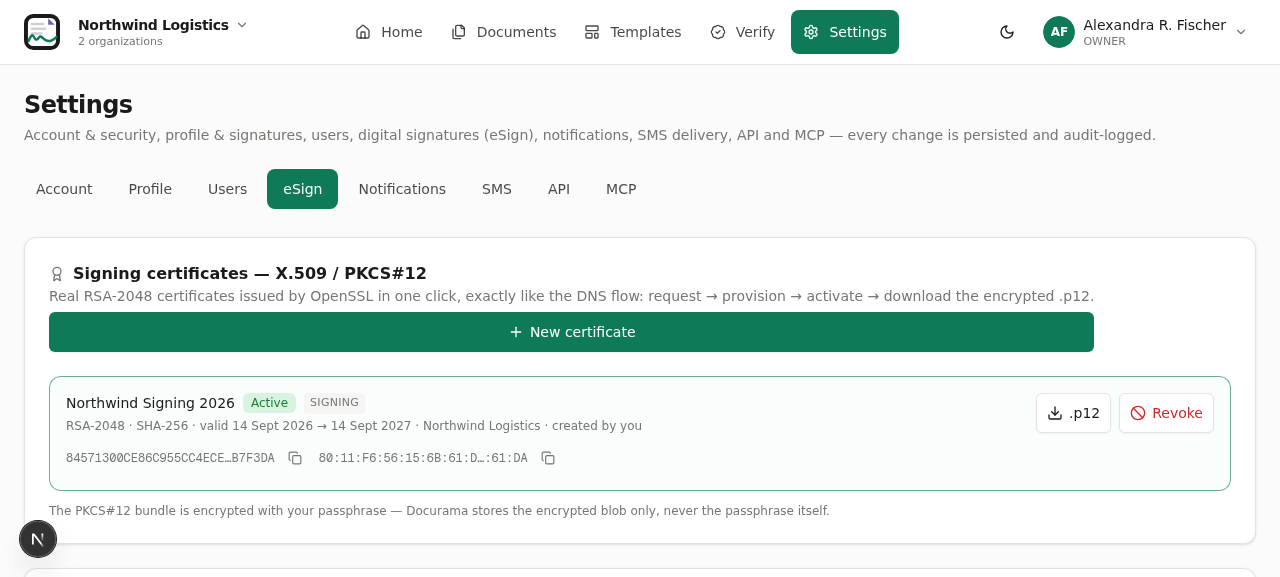 Northwind Logistics
2 organizations
Home
Documents
Templates
Verify
Settings
AF
Alexandra R. Fischer
OWNER
Settings
Account & security, profile & signatures, users, digital signatures (eSign), notifications, SMS delivery, API and MCP — every change is persisted and audit-logged.
Account
Profile
Users
eSign
Notifications
SMS
API
MCP
Signing certificates — X.509 / PKCS#12
Real RSA-2048 certificates issued by OpenSSL in one click, exactly like the DNS flow: request → provision → activate → download the encrypted .p12.
New certificate
Northwind Signing 2026
Active
SIGNING
RSA-2048 · SHA-256 · valid 14 Sept 2026 → 14 Sept 2027 · Northwind Logistics · created by you
84571300CE86C955CC4ECE…B7F3DA
80:11:F6:56:15:6B:61:D…:61:DA
.p12
Revoke
The PKCS#12 bundle is encrypted with your passphrase — Docurama stores the encrypted blob only, never the passphrase itself.
N